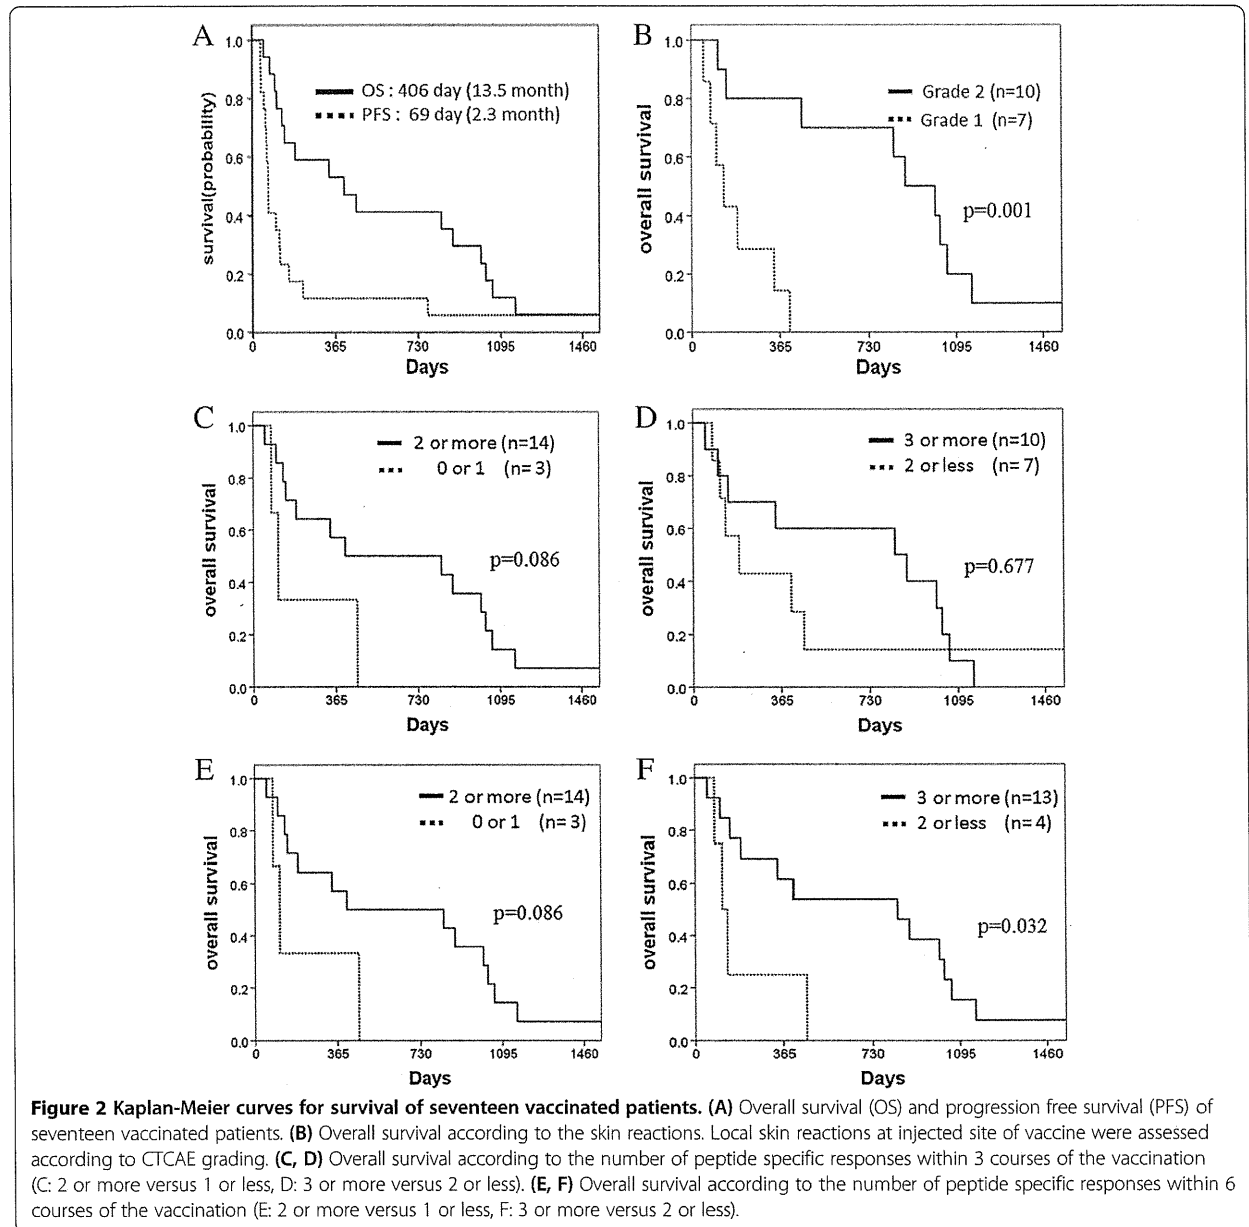 A
1.0
0.8
0.6
0.4
0.2
0.0
survival(probability)
OS : 406 day (13.5 month)
PFS : 69 day (2.3 month)
0 365 730 1095 1460
Days
B
1.0
0.8
0.6
0.4
0.2
0.0
overall survival
Grade 2 (n=10)
Grade 1 (n=7)
p=0.001
0 365 730 1095 1460
Days
C
1.0
0.8
0.6
0.4
0.2
0.0
overall survival
2 or more (n=14)
0 or 1 (n= 3)
p=0.086
0 365 730 1095 1460
Days
D
1.0
0.8
0.6
0.4
0.2
0.0
overall survival
3 or more (n=10)
2 or less (n= 7)
p=0.677
0 365 730 1095 1460
Days
E
1.0
0.8
0.6
0.4
0.2
0.0
overall survival
2 or more (n=14)
0 or 1 (n= 3)
p=0.086
0 365 730 1095 1460
Days
F
1.0
0.8
0.6
0.4
0.2
0.0
overall survival
3 or more (n=13)
2 or less (n= 4)
p=0.032
0 365 730 1095 1460
Days
Figure 2 Kaplan-Meier curves for survival of seventeen vaccinated patients. (A) Overall survival (OS) and progression free survival (PFS) of
seventeen vaccinated patients. (B) Overall survival according to the skin reactions. Local skin reactions at injected site of vaccine were assessed
according to CTCAE grading. (C, D) Overall survival according to the number of peptide specific responses within 3 courses of the vaccination
(C: 2 or more versus 1 or less, D: 3 or more versus 2 or less). (E, F) Overall survival according to the number of peptide specific responses within 6
courses of the vaccination (E: 2 or more versus 1 or less, F: 3 or more versus 2 or less).